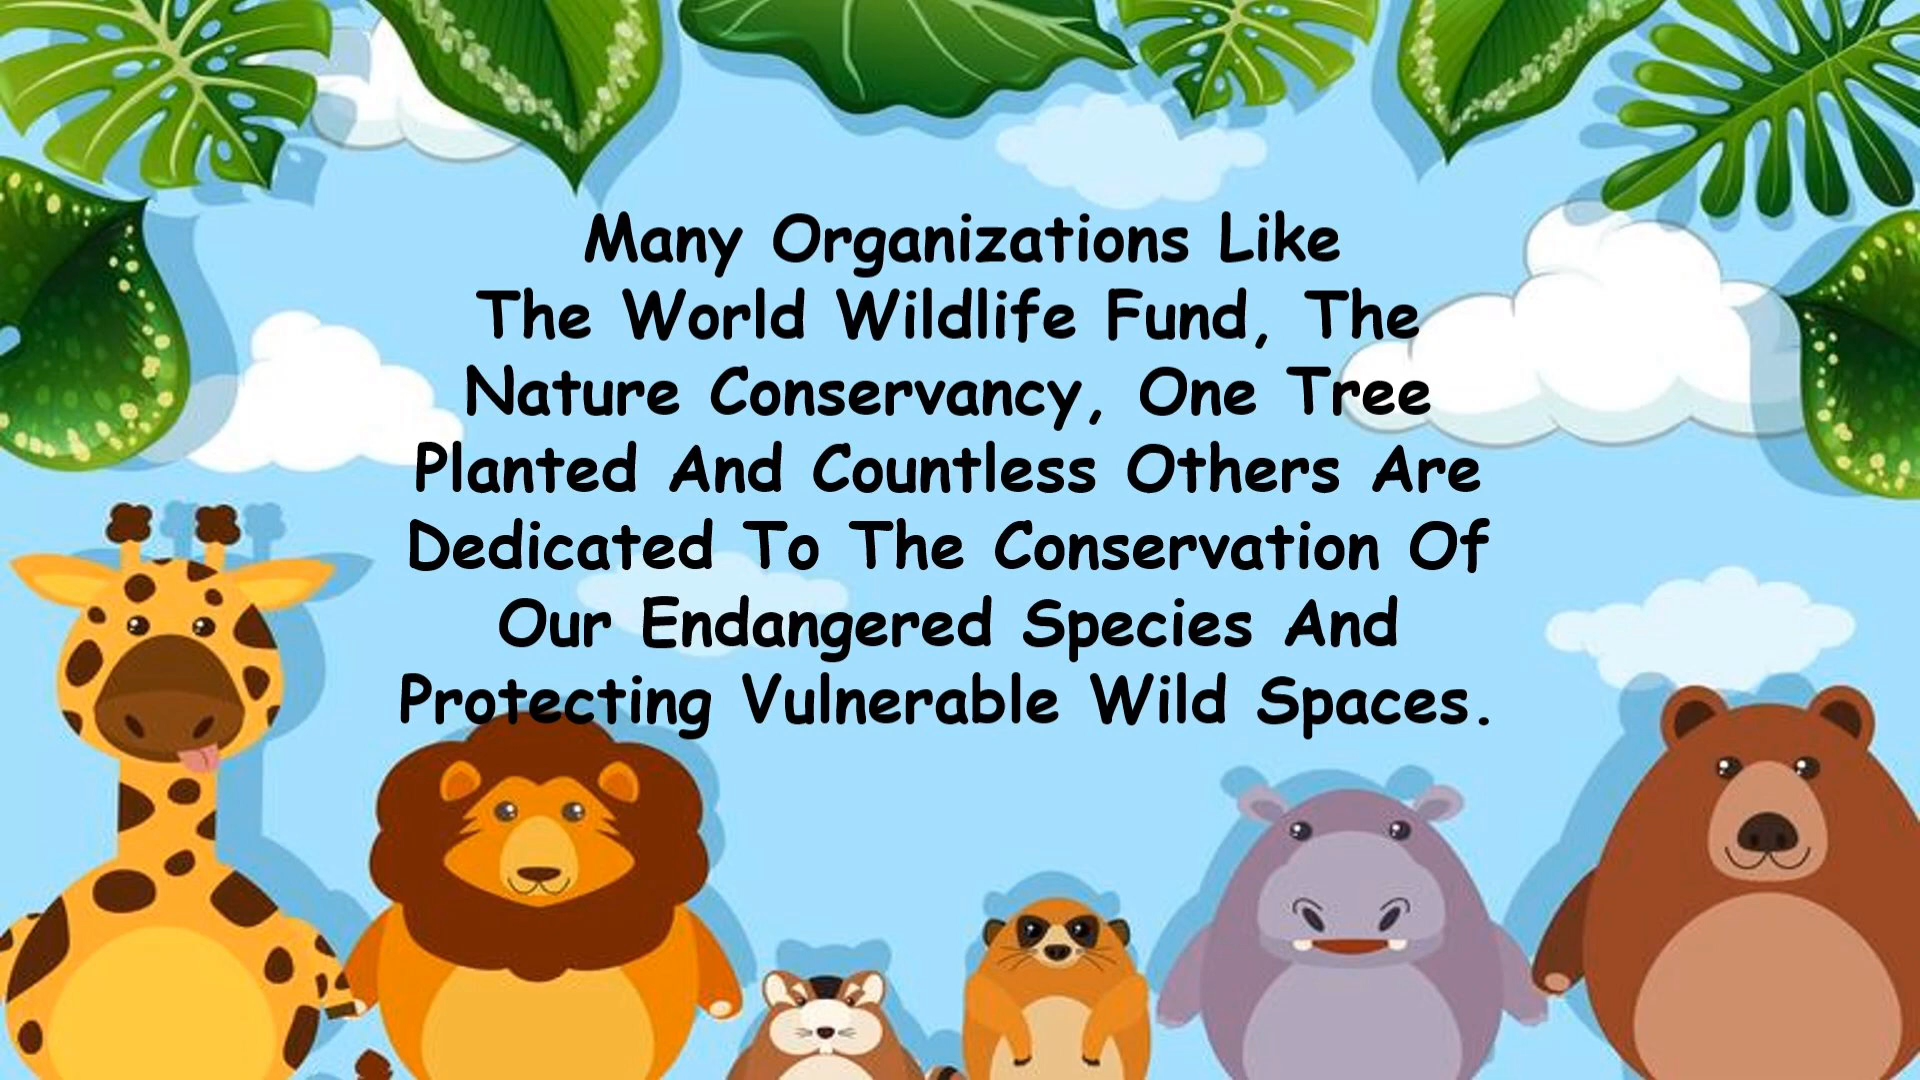 Many Organizations Like
The World Wildlife Fund, The
Nature Conservancy, One Tree
Planted And Countless Others Are
Dedicated To The Conservation Of
Our Endangered Species And
Protecting Vulnerable Wild Spaces.